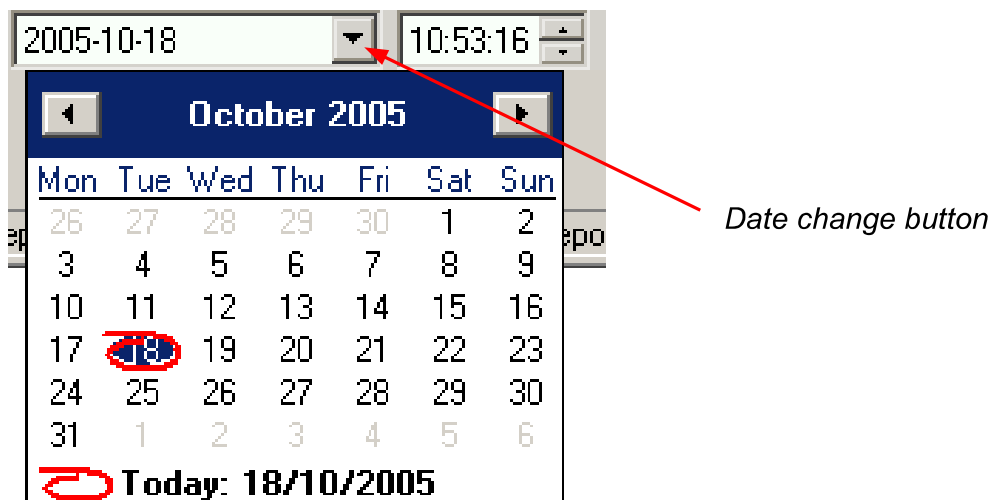 2005-10-18 10:53:16
October 2005
Mon Tue Wed Thu Fri Sat Sun
26 27 28 29 30 1 2
Date change button
3 4 5 6 7 8 9
10 11 12 13 14 15 16
17 18 19 20 21 22 23
24 25 26 27 28 29 30
31 1 2 3 4 5 6
Today: 18/10/2005